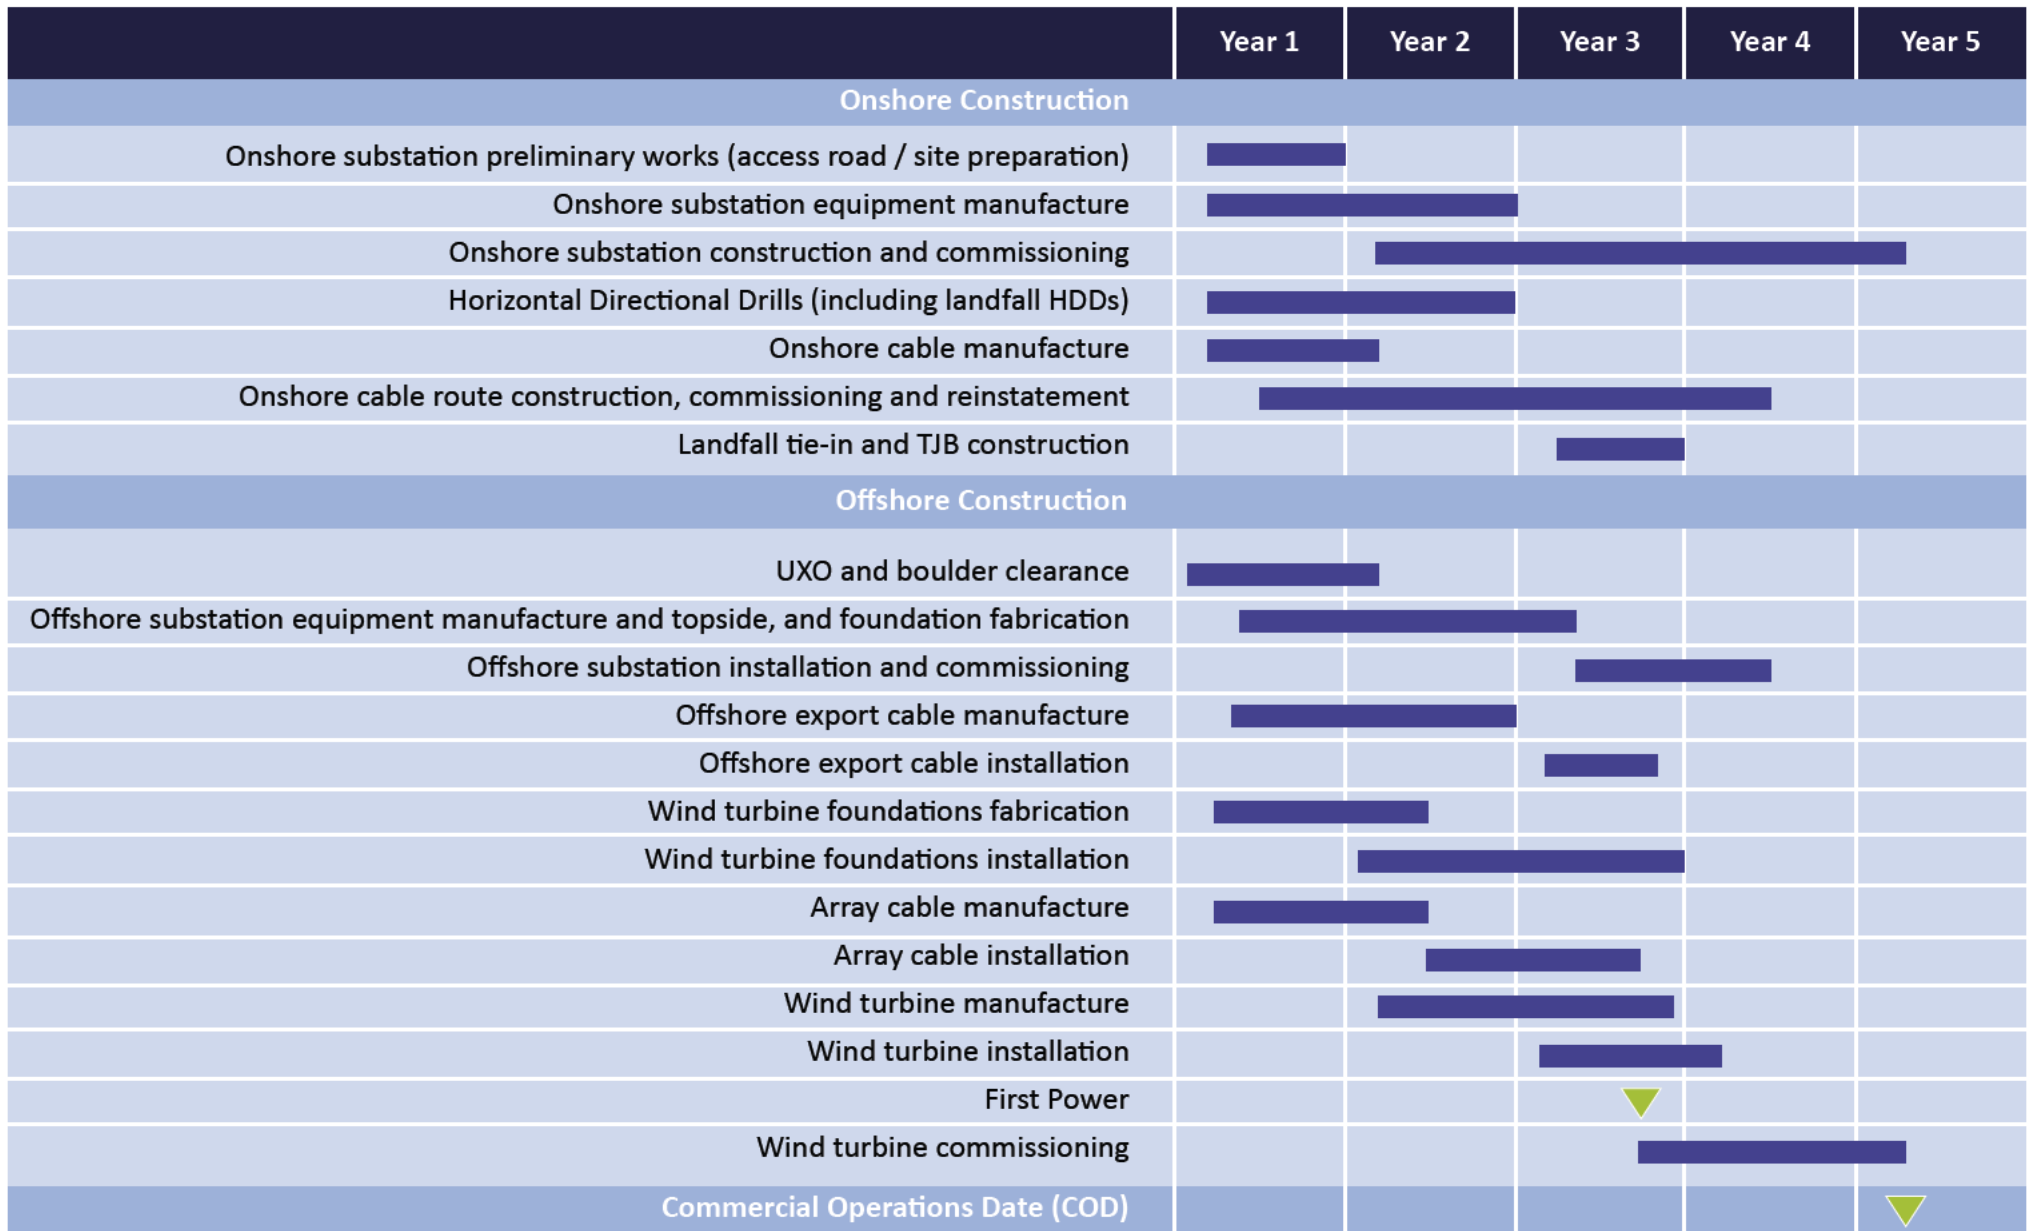 Year 1 Year 2 Year 3 Year 4 Year 5
Onshore Construction
Onshore substation preliminary works (access road / site preparation)
Onshore substation equipment manufacture
Onshore substation construction and commissioning
Horizontal Directional Drills (including landfall HDDs)
Onshore cable manufacture
Onshore cable route construction, commissioning and reinstatement
Landfall tie-in and TJB construction
Offshore Construction
UXO and boulder clearance
Offshore substation equipment manufacture and topside, and foundation fabrication
Offshore substation installation and commissioning
Offshore export cable manufacture
Offshore export cable installation
Wind turbine foundations fabrication
Wind turbine foundations installation
Array cable manufacture
Array cable installation
Wind turbine manufacture
Wind turbine installation
First Power
Wind turbine commissioning
Commercial Operations Date (COD)